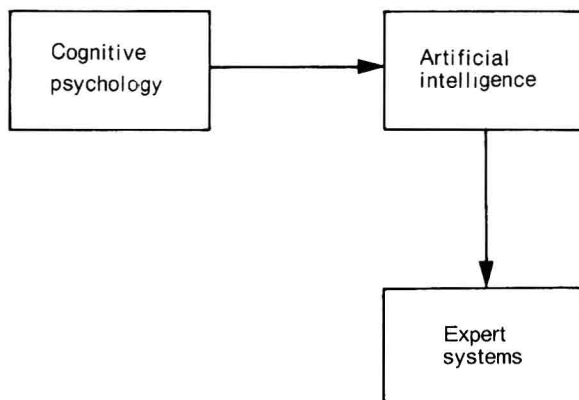 Cognitive
psychology
Artificial
intelligence
Expert
systems